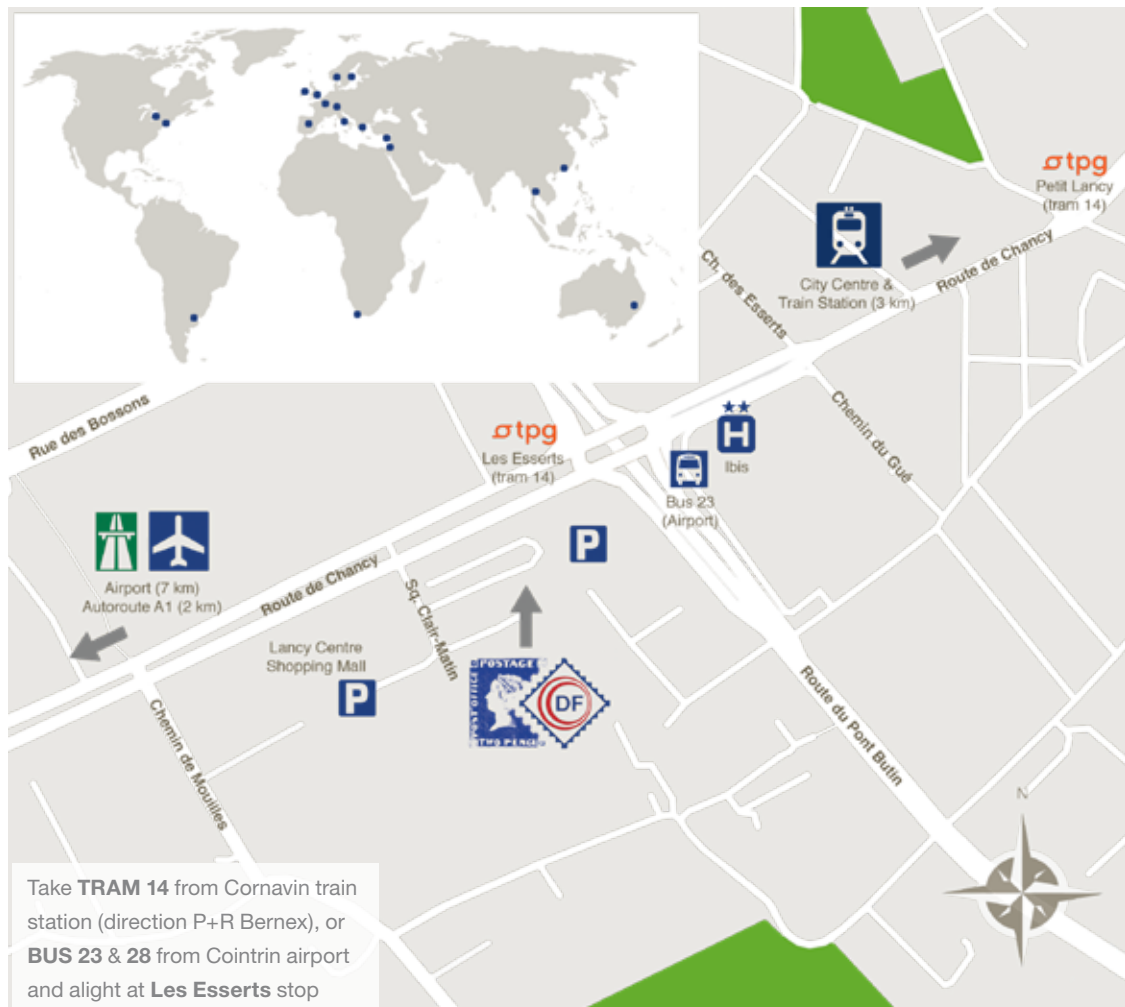 tpg
Petit Lancy
(tram 14)
Route de Chancy
City Centre &
Train Station (3 km)
Ch. des Esserts
Chemin du Gué
Rue des Bossons
tpg
Les Esserts
(tram 14)
H
Ibis
Bus 23
(Airport)
P
Airport (7 km)
Autoroute A1 (2 km)
Route de Chancy
Sq. Clair-Matin
Lancy Centre
Shopping Mall
P
POSTAGE
POST OFFICE
TWO PENCE
DF
Chemin de Mouilles
Route du Pont Butin
N
Take TRAM 14 from Cornavin train
station (direction P+R Bernex), or
BUS 23 & 28 from Cointrin airport
and alight at Les Esserts stop